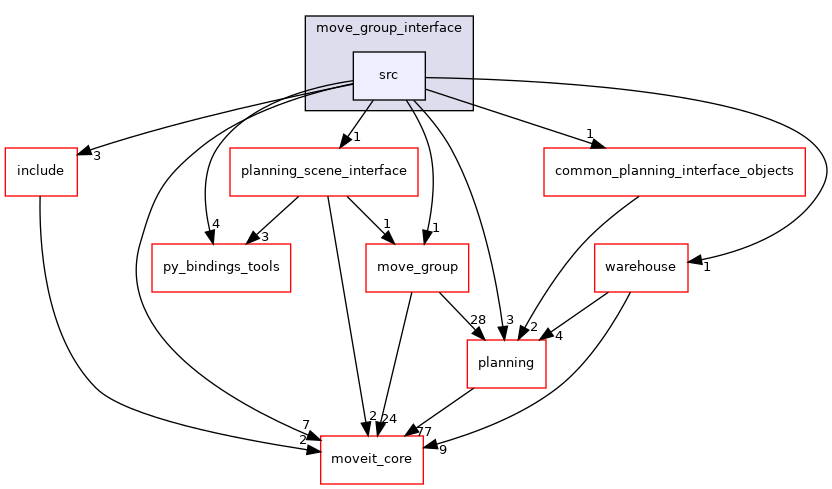 move_group_interface
src
1
1
include
3
planning_scene_interface
common_planning_interface_objects
4
3
1
1
py_bindings_tools
move_group
warehouse
1
28
3
2
4
planning
7
2
2
24
77
9
moveit_core